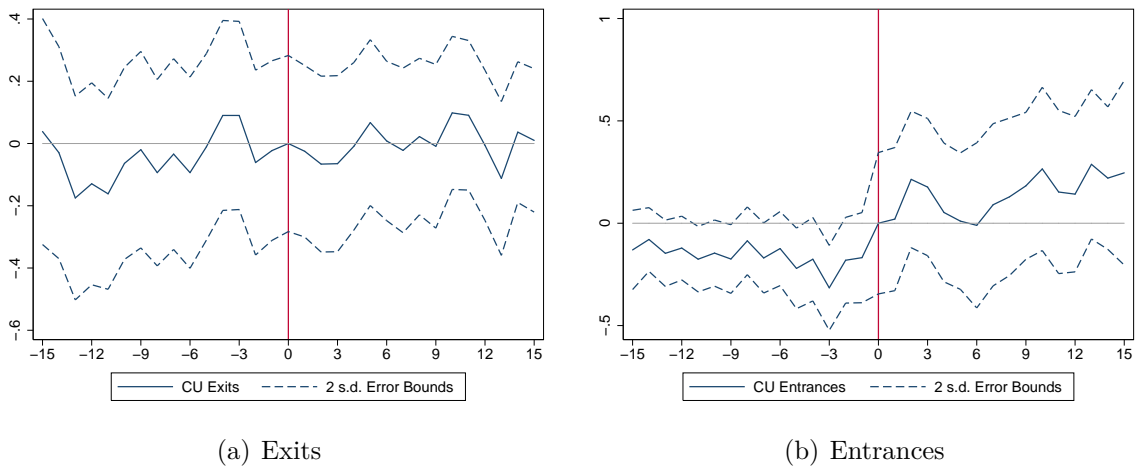 .4
.2
0
−.2
−.4
−.6
−15 −12 −9 −6 −3 0 3 6 9 12 15
CU Exits 2 s.d. Error Bounds
(a) Exits
1
.5
0
−.5
−15 −12 −9 −6 −3 0 3 6 9 12 15
CU Entrances 2 s.d. Error Bounds
(b) Entrances